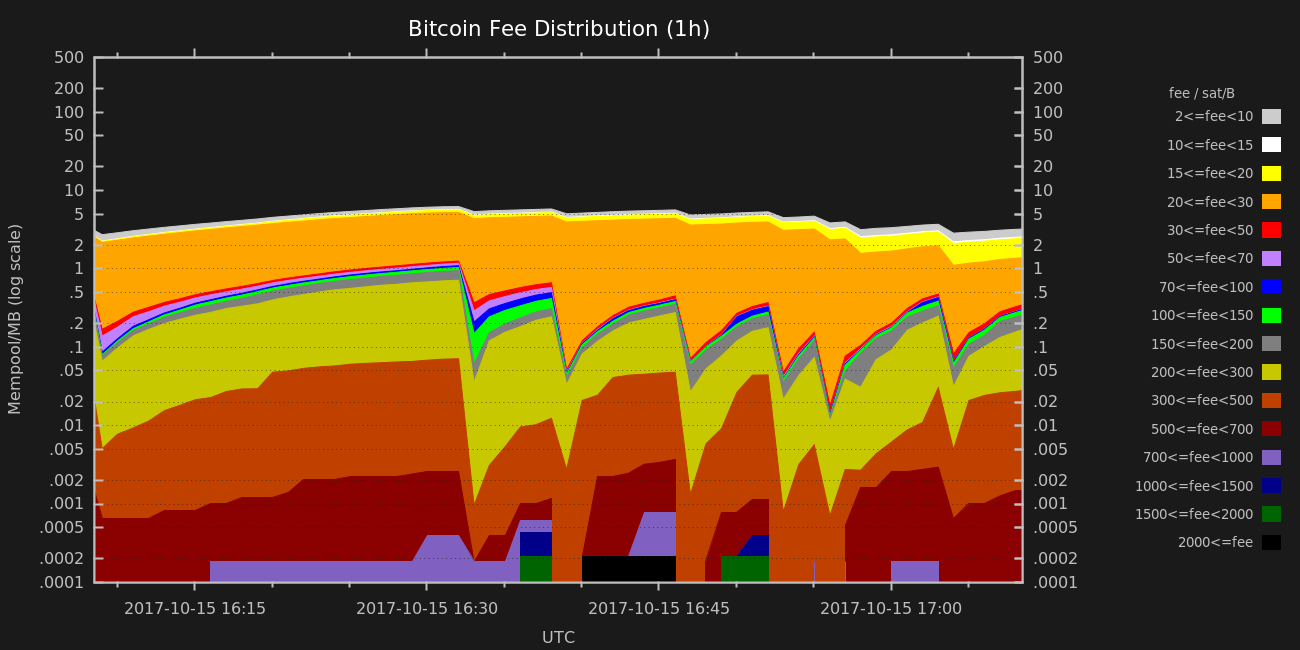 Bitcoin Fee Distribution (1h)
Mempool/MB (log scale)
500
200
100
50
20
10
5
2
1
.5
.2
.1
.05
.02
.01
.005
.002
.001
.0005
.0002
.0001
500
200
100
50
20
10
5
2
1
.5
.2
.1
.05
.02
.01
.005
.002
.001
.0005
.0002
.0001
2017-10-15 16:15
2017-10-15 16:30
2017-10-15 16:45
2017-10-15 17:00
UTC
fee / sat/B
2<=fee<10
10<=fee<15
15<=fee<20
20<=fee<30
30<=fee<50
50<=fee<70
70<=fee<100
100<=fee<150
150<=fee<200
200<=fee<300
300<=fee<500
500<=fee<700
700<=fee<1000
1000<=fee<1500
1500<=fee<2000
2000<=fee